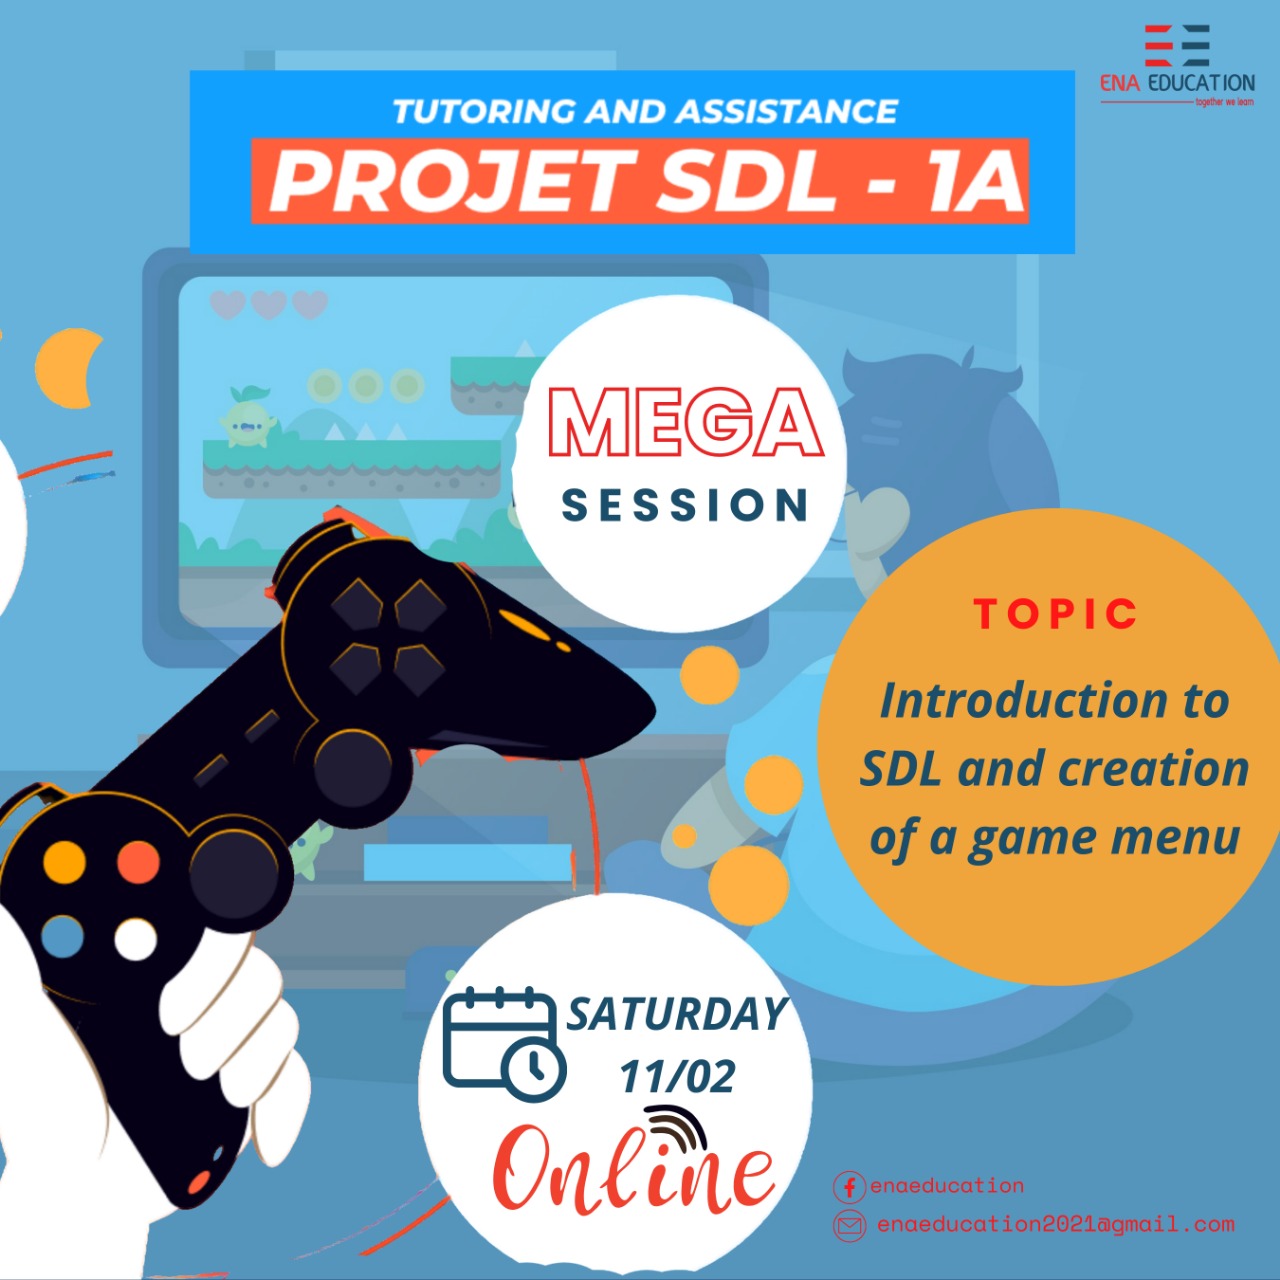 ENA EDUCATION
together we learn
TUTORING AND ASSISTANCE
PROJET SDL - 1A
MEGA
SESSION
TOPIC
Introduction to
SDL and creation
of a game menu
SATURDAY
11/02
Online
enaeducation
enaeducation2021@gmail.com